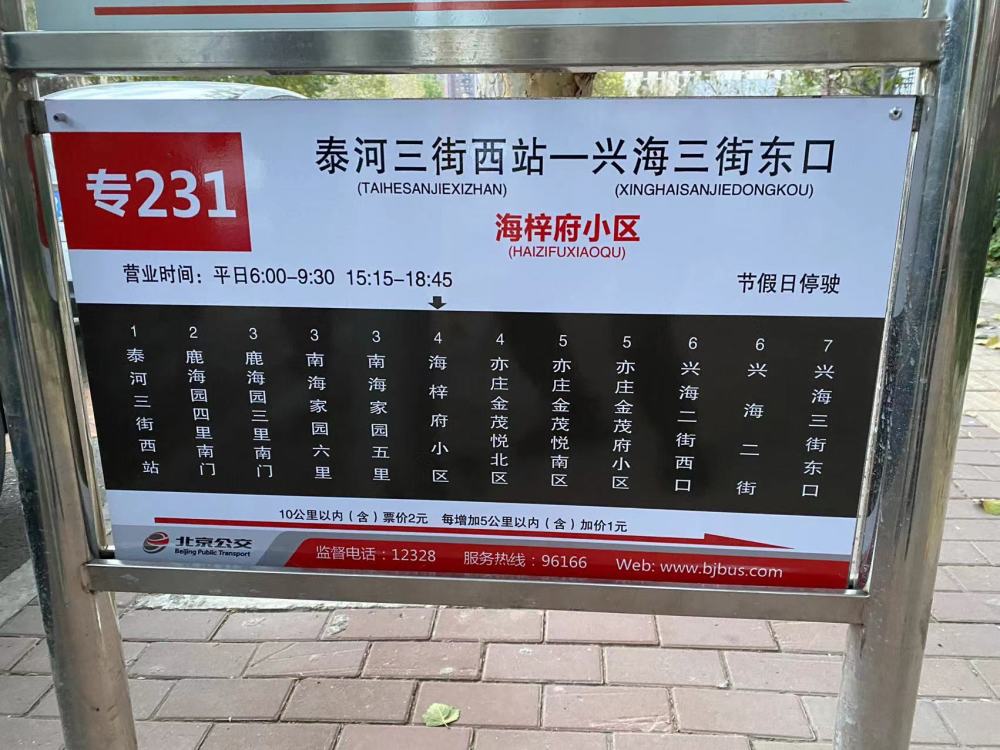 专231
泰河三街西站—兴海三街东口
(TAIHESANJIEXIZHAN)
(XINGHAISANJIEDONGKOU)
海梓府小区
(HAIZIFUXIAOQU)
营业时间：平日6:00–9:30 15:15–18:45
节假日停驶
1 泰河三街西站
2 鹿海园四里南门
3 鹿海园三里南门
3 南海家园六里
3 南海家园五里
4 海梓府小区
4 亦庄金茂悦北区
5 亦庄金茂悦南区
5 亦庄金茂府小区
6 兴海二街西口
6 兴海二街
7 兴海三街东口
10公里以内（含）票价2元 每增加5公里以内（含）加价1元
北京公交
Beijing Public Transport
监督电话：12328 服务热线：96166 Web: www.bjbus.com